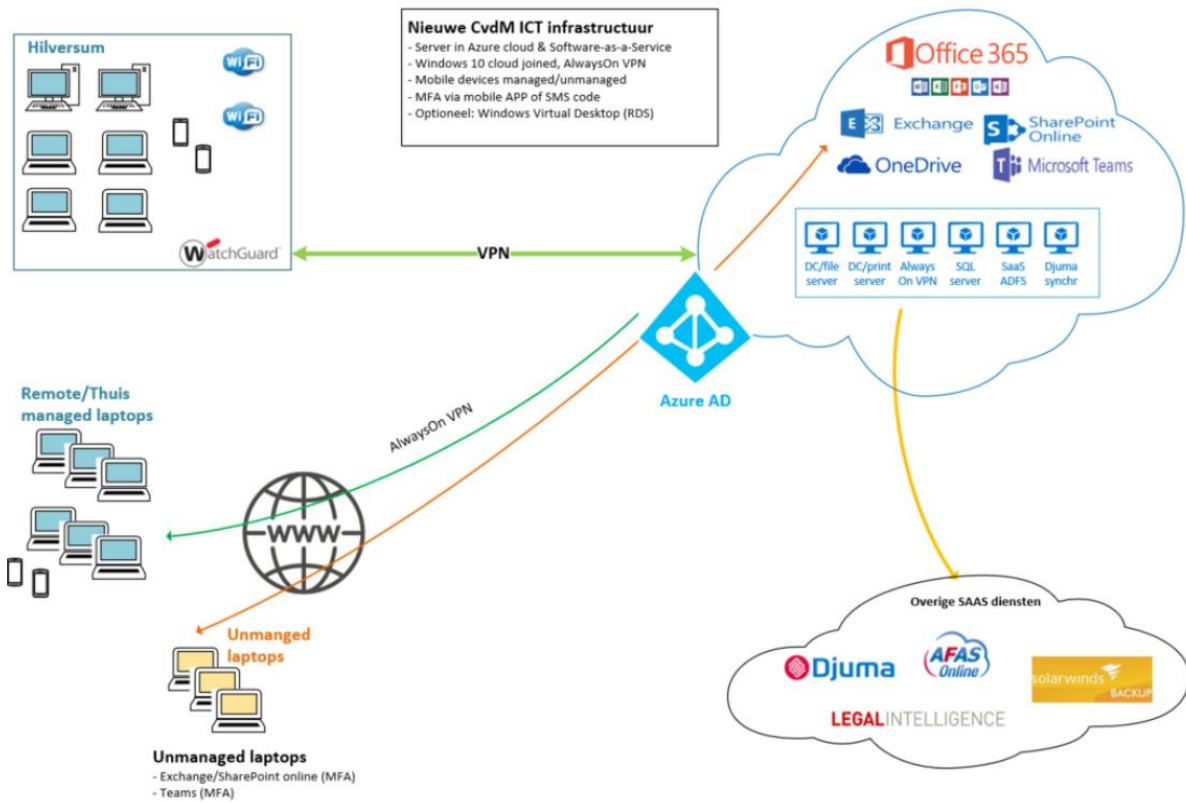 Hilversum
WiFi
WiFi
WatchGuard
Nieuwe CvdM ICT infrastructuur
- Server in Azure cloud & Software-as-a-Service
- Windows 10 cloud joined, AlwaysOn VPN
- Mobile devices managed/unmanaged
- MFA via mobile APP of SMS code
- Optioneel: Windows Virtual Desktop (RDS)
Office 365
E Exchange
S SharePoint
Online
OneDrive
T Microsoft Teams
DC/file
server
DC/print
server
Always
On VPN
SQL
server
SaaS
ADFS
Djuma
synchr
VPN
Azure AD
Remote/Thuis
managed laptops
AlwaysOn VPN
WWW
Unmanged
laptops
Unmanaged laptops
- Exchange/SharePoint online (MFA)
- Teams (MFA)
Overige SAAS diensten
Djuma
AFAS
Online
solarwinds
BACKUP
LEGALINTELLIGENCE